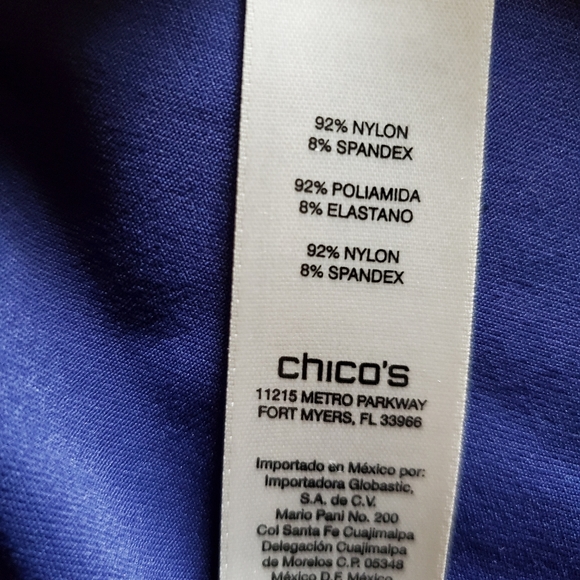 92% NYLON
8% SPANDEX
92% POLIAMIDA
8% ELASTANO
92% NYLON
8% SPANDEX
chico's
11215 METRO PARKWAY
FORT MYERS, FL 33966
Importado en México por:
Importadora Globastic,
S.A. de C.V.
Mario Pani No. 200
Col Santa Fe Cuajimalpa
Delegación Cuajimalpa
de Morelos C.P. 05348
México D.F. México